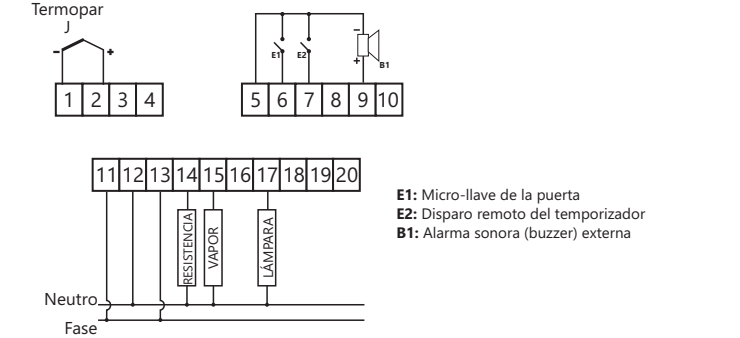 Termopar
J
- +
E1 E2 - + B1
1 2 3 4
5 6 7 8 9 10
11 12 13 14 15 16 17 18 19 20
RESISTENCIA
VAPOR
LÁMPARA
E1: Micro-llave de la puerta
E2: Disparo remoto del temporizador
B1: Alarma sonora (buzzer) externa
Neutro
Fase